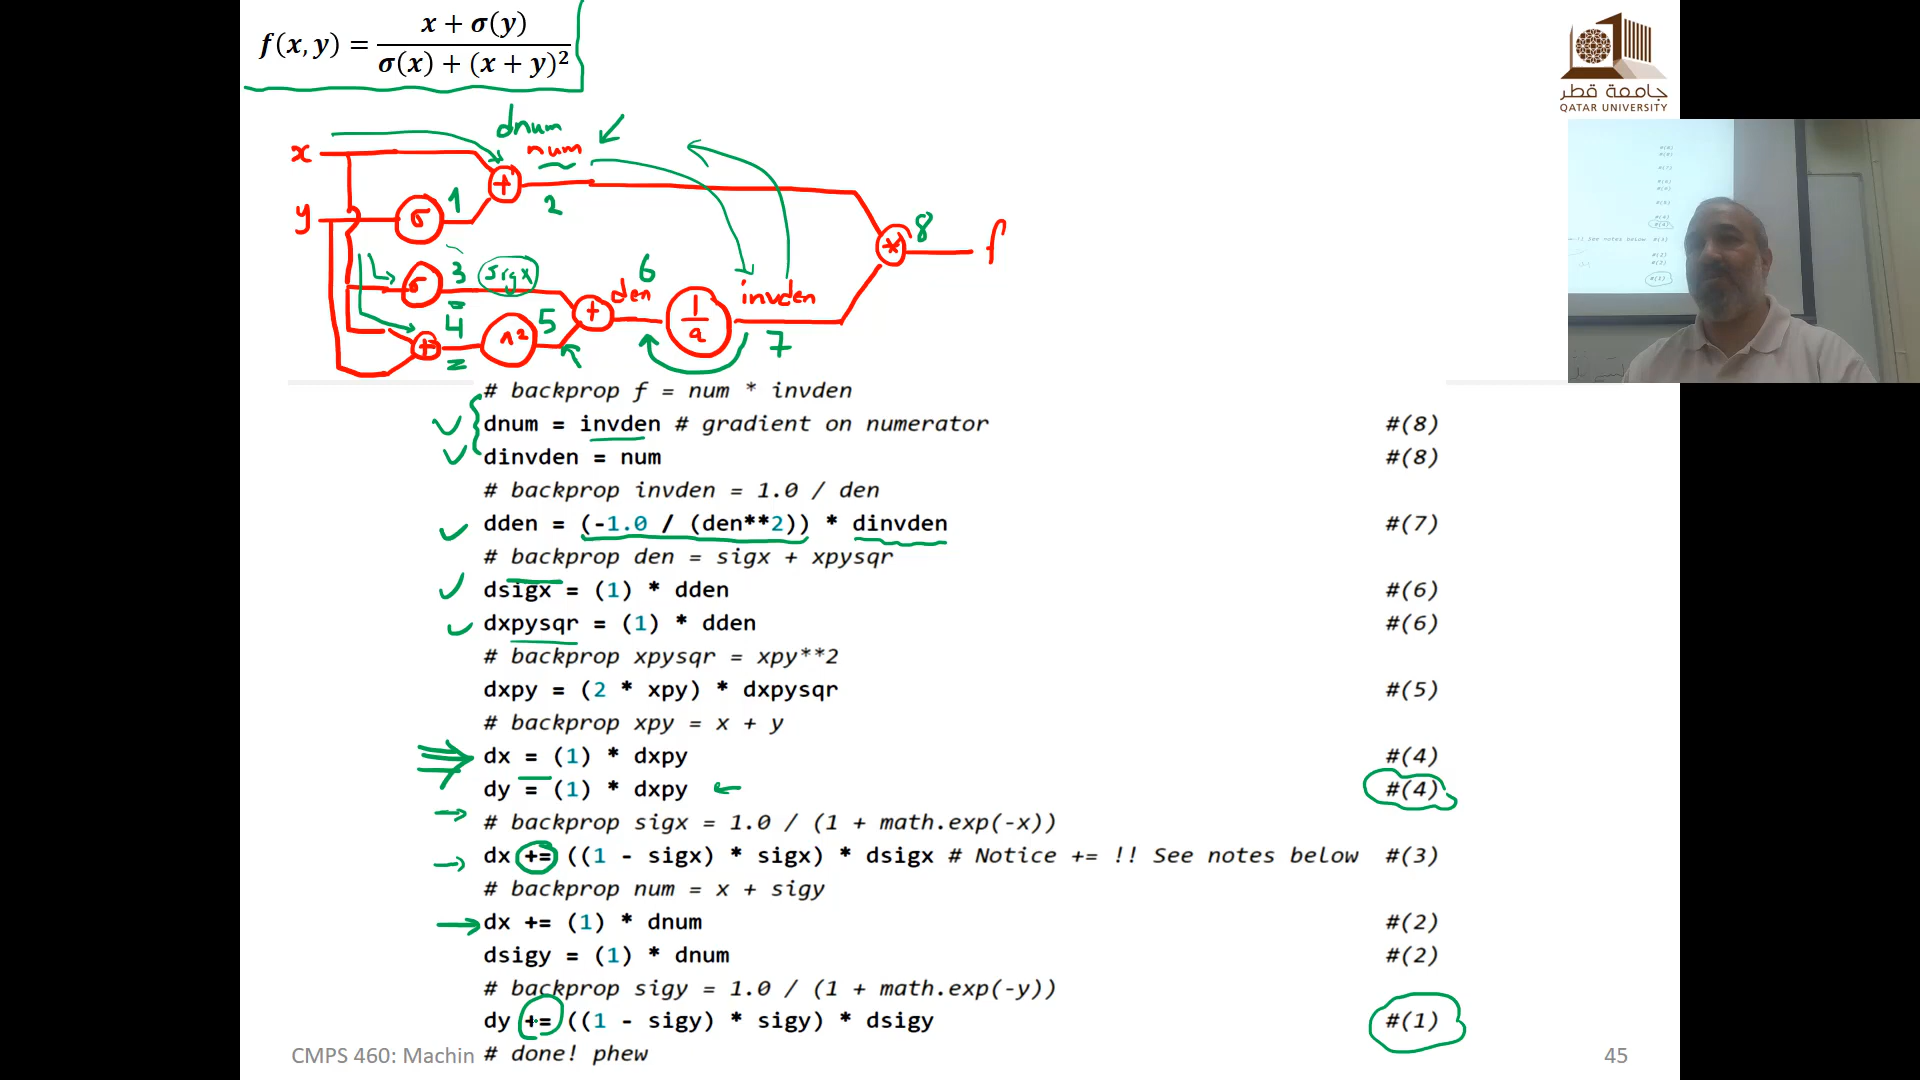 f(x, y) = x + σ(y) / σ(x) + (x + y)²
جامعة قطر
QATAR UNIVERSITY
dnum
num
x
+
1
2
y
σ
3
sigx
σ
4
+
^2
5
+
6
den
1/a
invden
7
*
8
f
# backprop f = num * invden
dnum = invden # gradient on numerator #(8)
dinvden = num #(8)
# backprop invden = 1.0 / den
dden = (-1.0 / (den**2)) * dinvden #(7)
# backprop den = sigx + xpysqr
dsigx = (1) * dden #(6)
dxpysqr = (1) * dden #(6)
# backprop xpysqr = xpy**2
dxpy = (2 * xpy) * dxpysqr #(5)
# backprop xpy = x + y
dx = (1) * dxpy #(4)
dy = (1) * dxpy #(4)
# backprop sigx = 1.0 / (1 + math.exp(-x))
dx += ((1 - sigx) * sigx) * dsigx # Notice += !! See notes below #(3)
# backprop num = x + sigy
dx += (1) * dnum #(2)
dsigy = (1) * dnum #(2)
# backprop sigy = 1.0 / (1 + math.exp(-y))
dy += ((1 - sigy) * sigy) * dsigy #(1)
# done! phew
CMPS 460: Machin
45